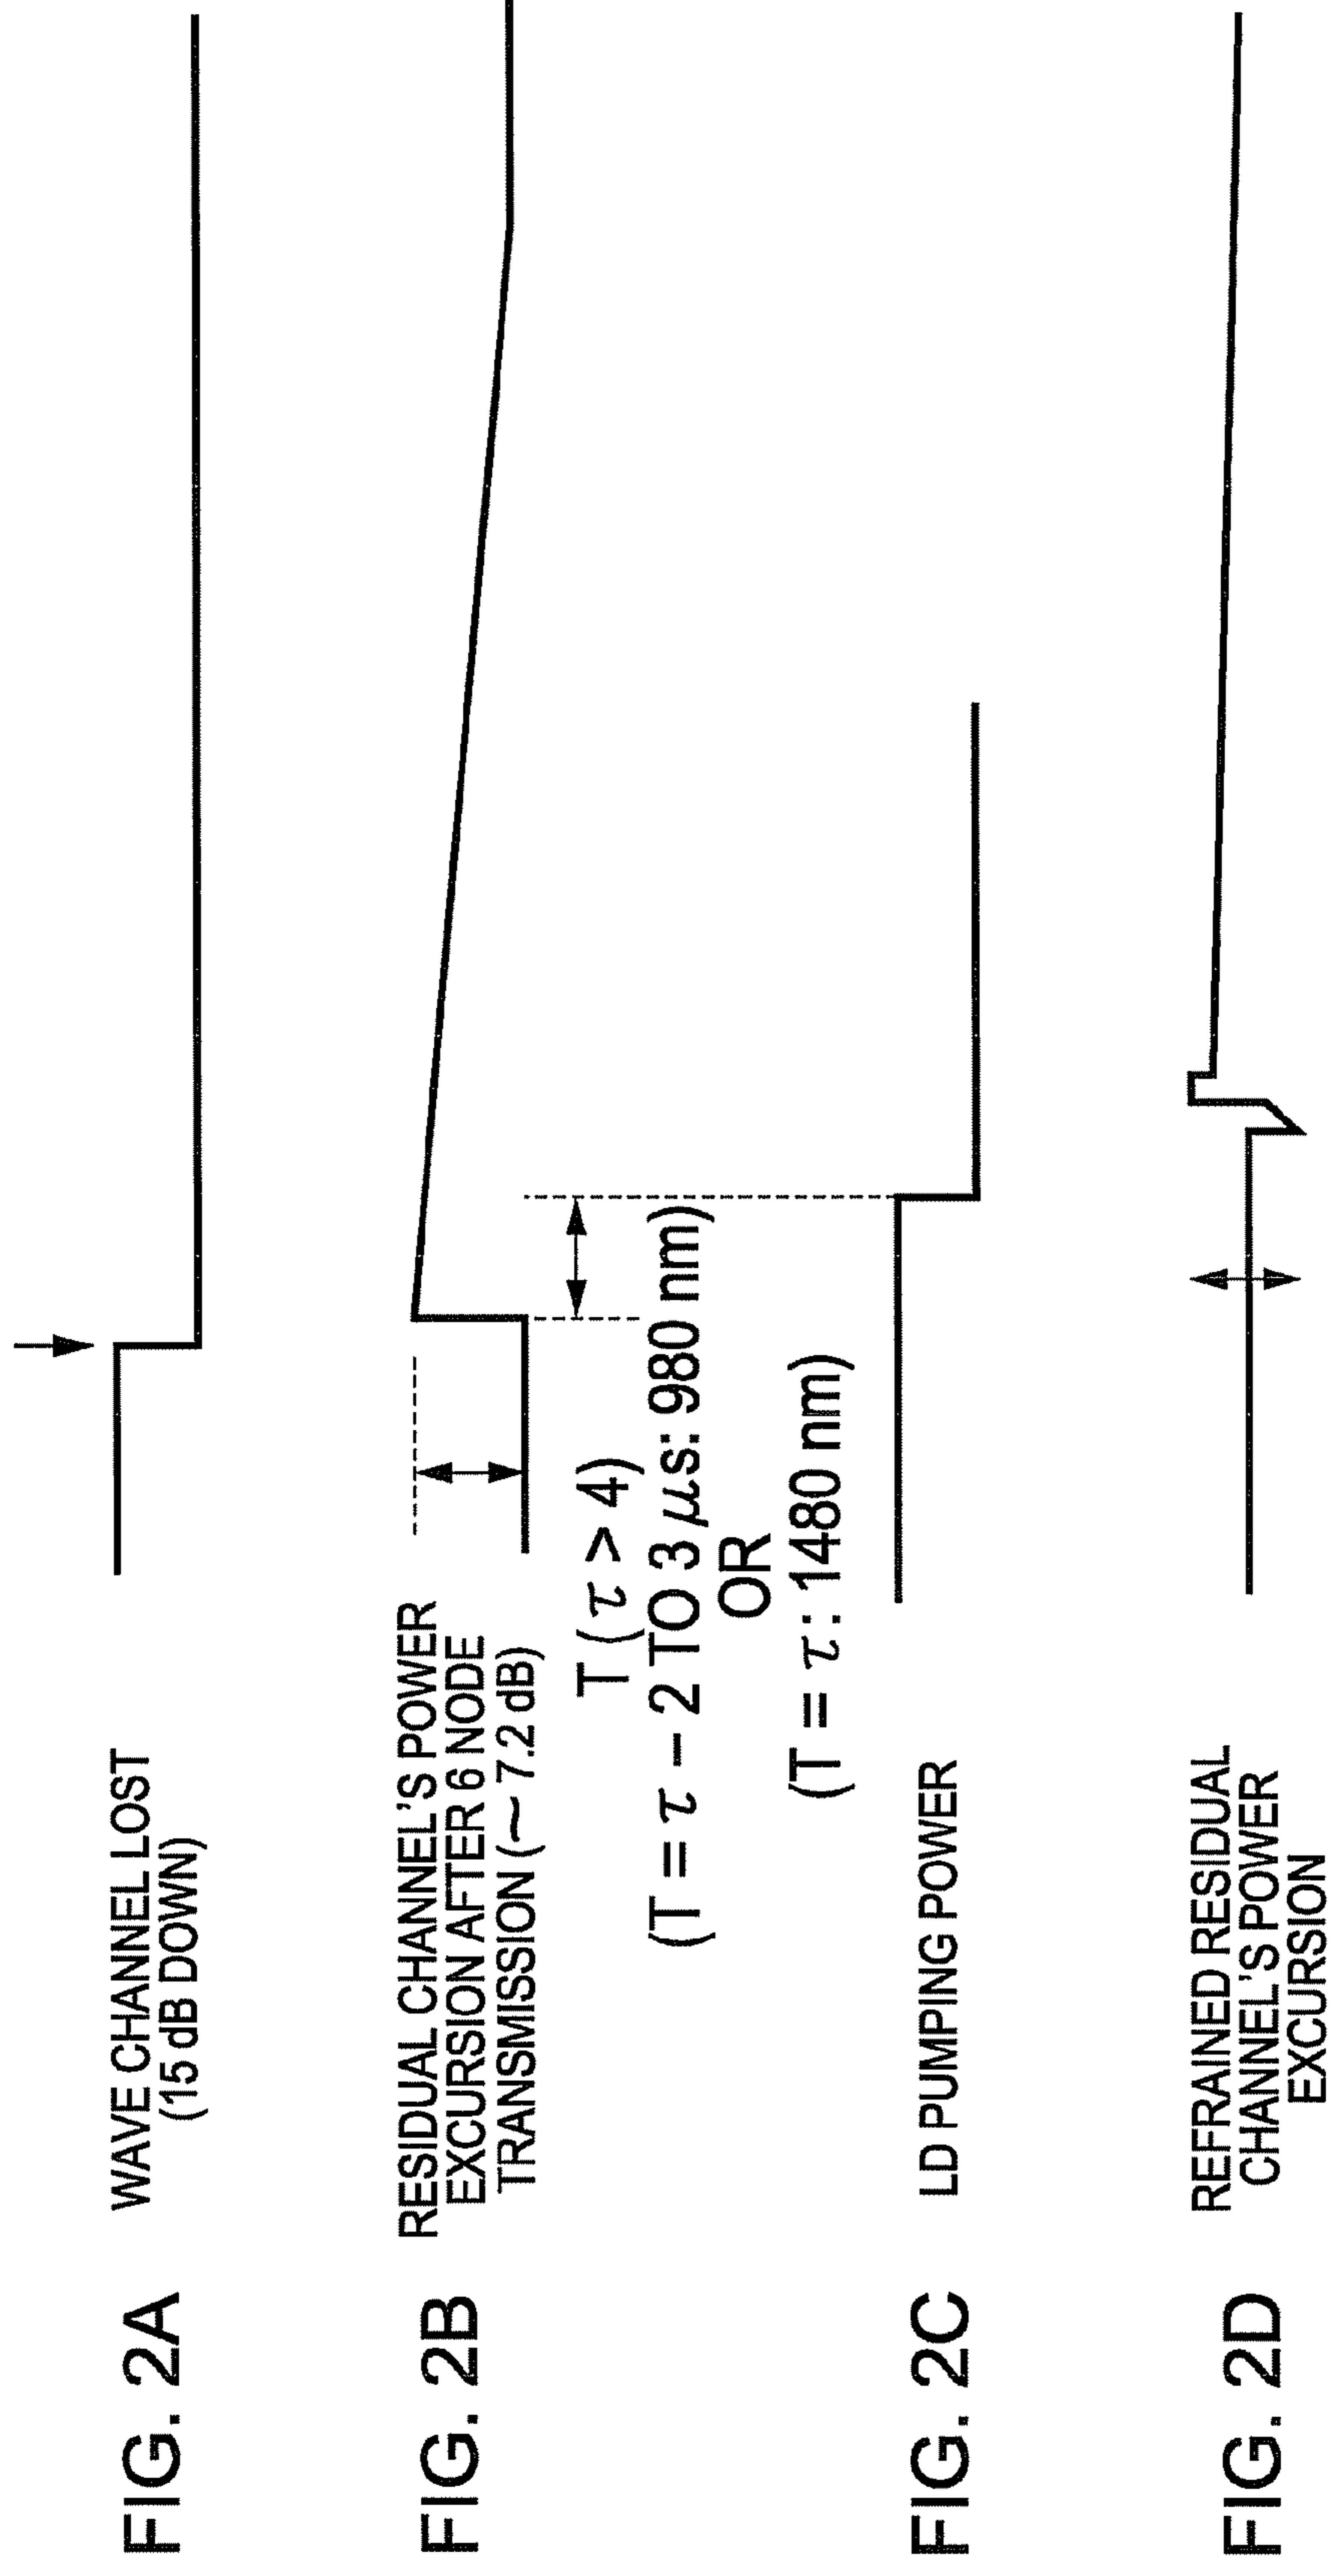 FIG. 2A
WAVE CHANNEL LOST
(15 dB DOWN)
FIG. 2B
RESIDUAL CHANNEL'S POWER
EXCURSION AFTER 6 NODE
TRANSMISSION (∼ 7.2 dB)
T (τ > 4)
(T = τ − 2 TO 3 μs: 980 nm)
OR
(T = τ: 1480 nm)
FIG. 2C
LD PUMPING POWER
FIG. 2D
REFRAINED RESIDUAL
CHANNEL'S POWER
EXCURSION